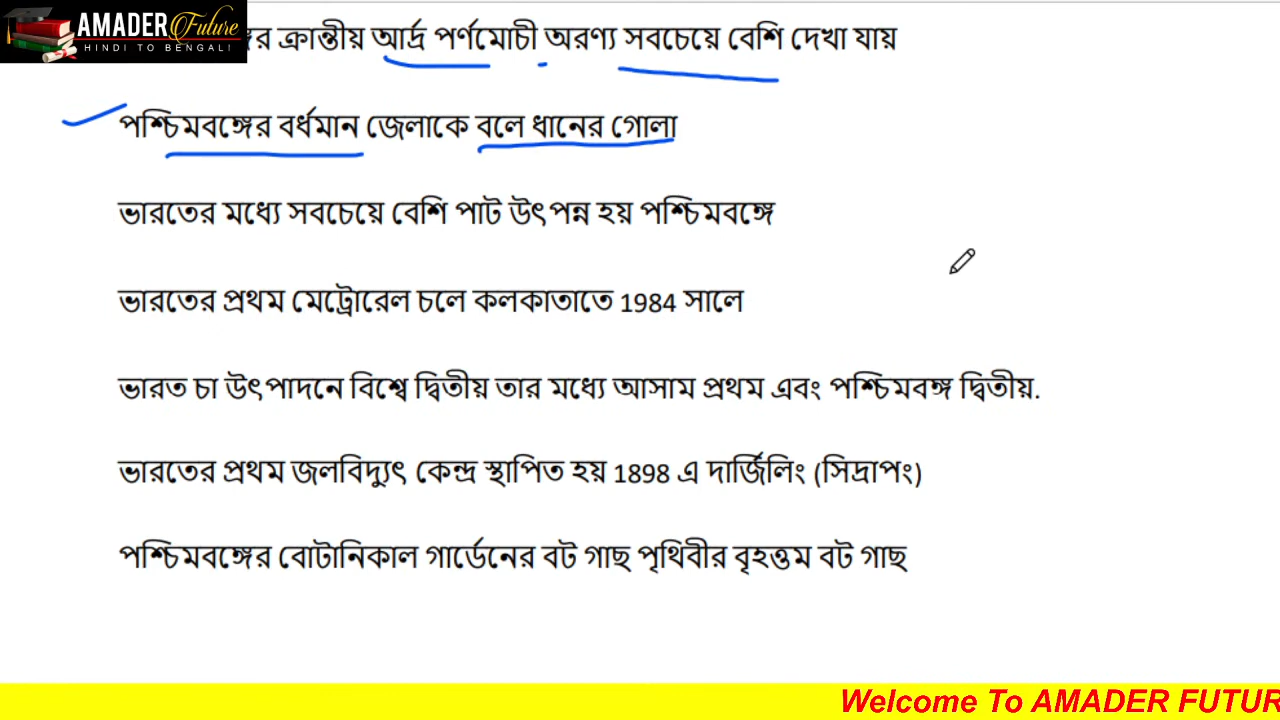 AMADER Future
HINDI TO BENGALI
র ক্রান্তীয় আর্দ্র পর্ণমোচী অরণ্য সবচেয়ে বেশি দেখা যায়
পশ্চিমবঙ্গের বর্ধমান জেলাকে বলে ধানের গোলা
ভারতের মধ্যে সবচেয়ে বেশি পাট উৎপন্ন হয় পশ্চিমবঙ্গে
ভারতের প্রথম মেট্রোরেল চলে কলকাতাতে 1984 সালে
ভারত চা উৎপাদনে বিশ্বে দ্বিতীয় তার মধ্যে আসাম প্রথম এবং পশ্চিমবঙ্গ দ্বিতীয়.
ভারতের প্রথম জলবিদ্যুৎ কেন্দ্র স্থাপিত হয় 1898 এ দার্জিলিং (সিদ্রাপং)
পশ্চিমবঙ্গের বোটানিকাল গার্ডেনের বট গাছ পৃথিবীর বৃহত্তম বট গাছ
Welcome To AMADER FUTUR